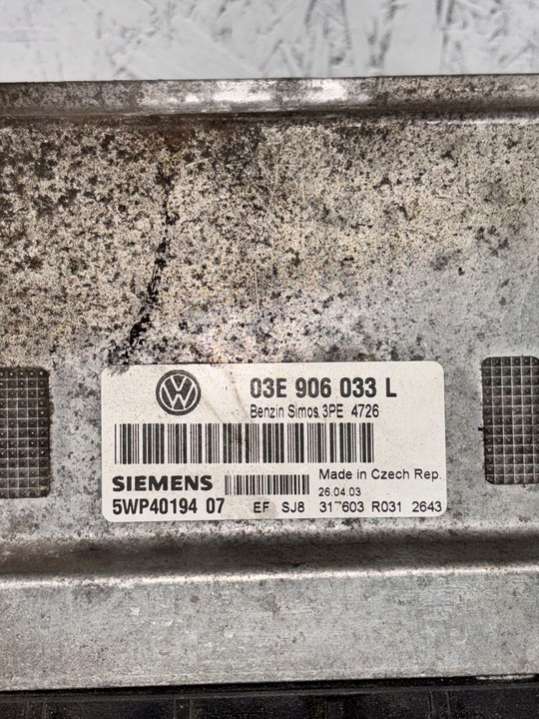 03E 906 033 L
Benzin Simos 3PE 4726
SIEMENS
Made in Czech Rep.
26.04.03
5WP40194 07 EF SJ8 317603 R031 2643